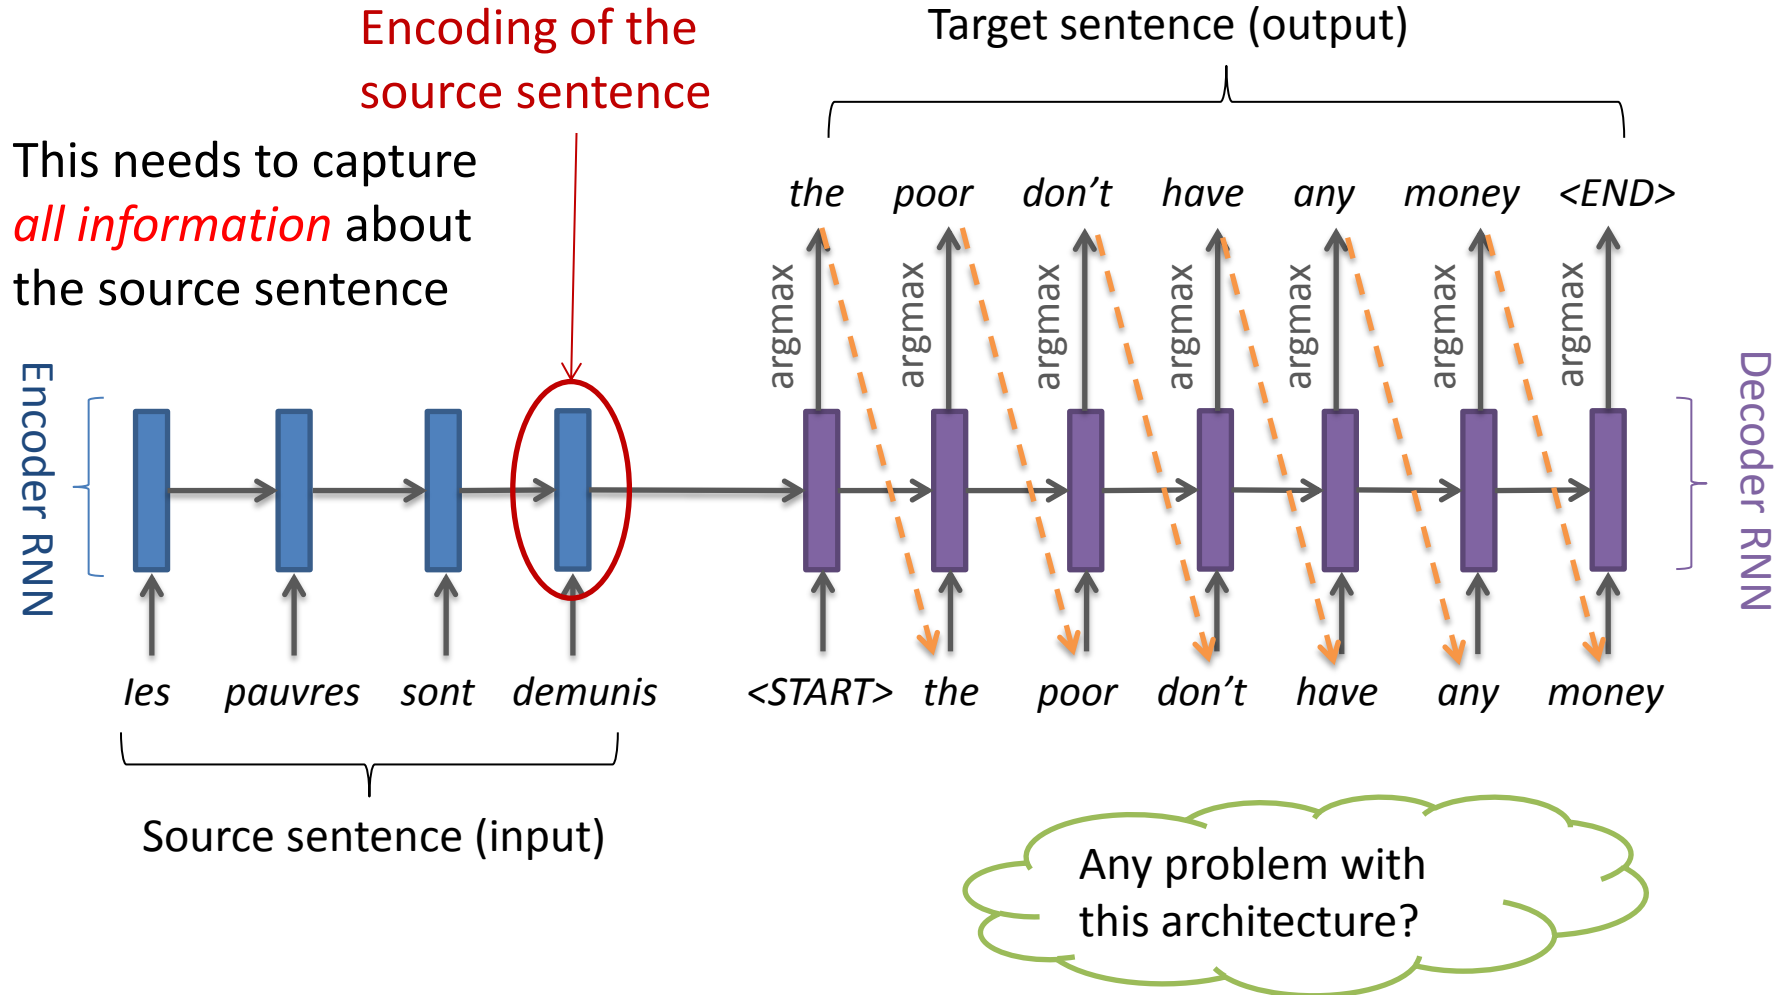 Encoding of the
source sentence
Target sentence (output)
This needs to capture
all information about
the source sentence
the poor don’t have any money <END>
argmax argmax argmax argmax argmax argmax argmax
Encoder RNN
Decoder RNN
les pauvres sont demunis <START> the poor don’t have any money
Source sentence (input)
Any problem with
this architecture?